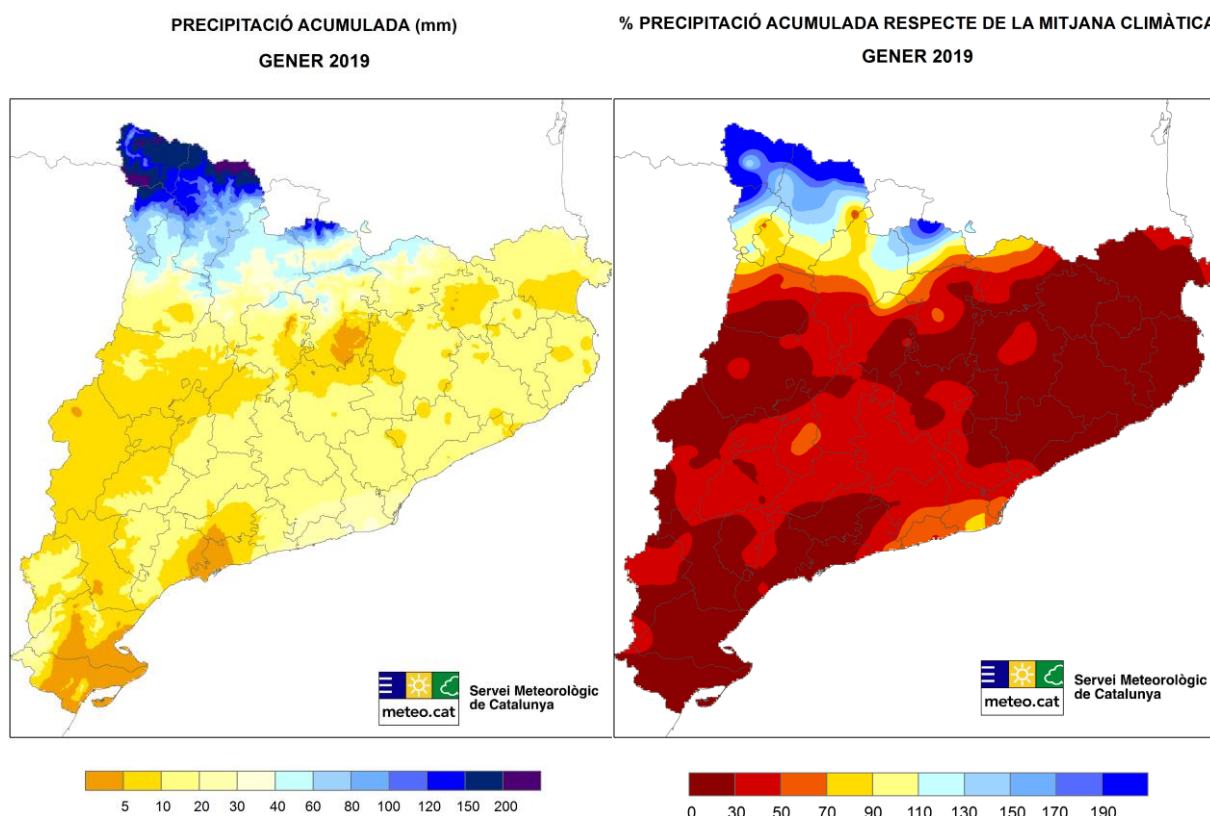 PRECIPITACIÓ ACUMULADA (mm)
GENER 2019
% PRECIPITACIÓ ACUMULADA RESPECTE DE LA MITJANA CLIMÀTICA
GENER 2019
meteo.cat
Servei Meteorològic
de Catalunya
meteo.cat
Servei Meteorològic
de Catalunya
5 10 20 30 40 60 80 100 120 150 200
0 30 50 70 90 110 130 150 170 190